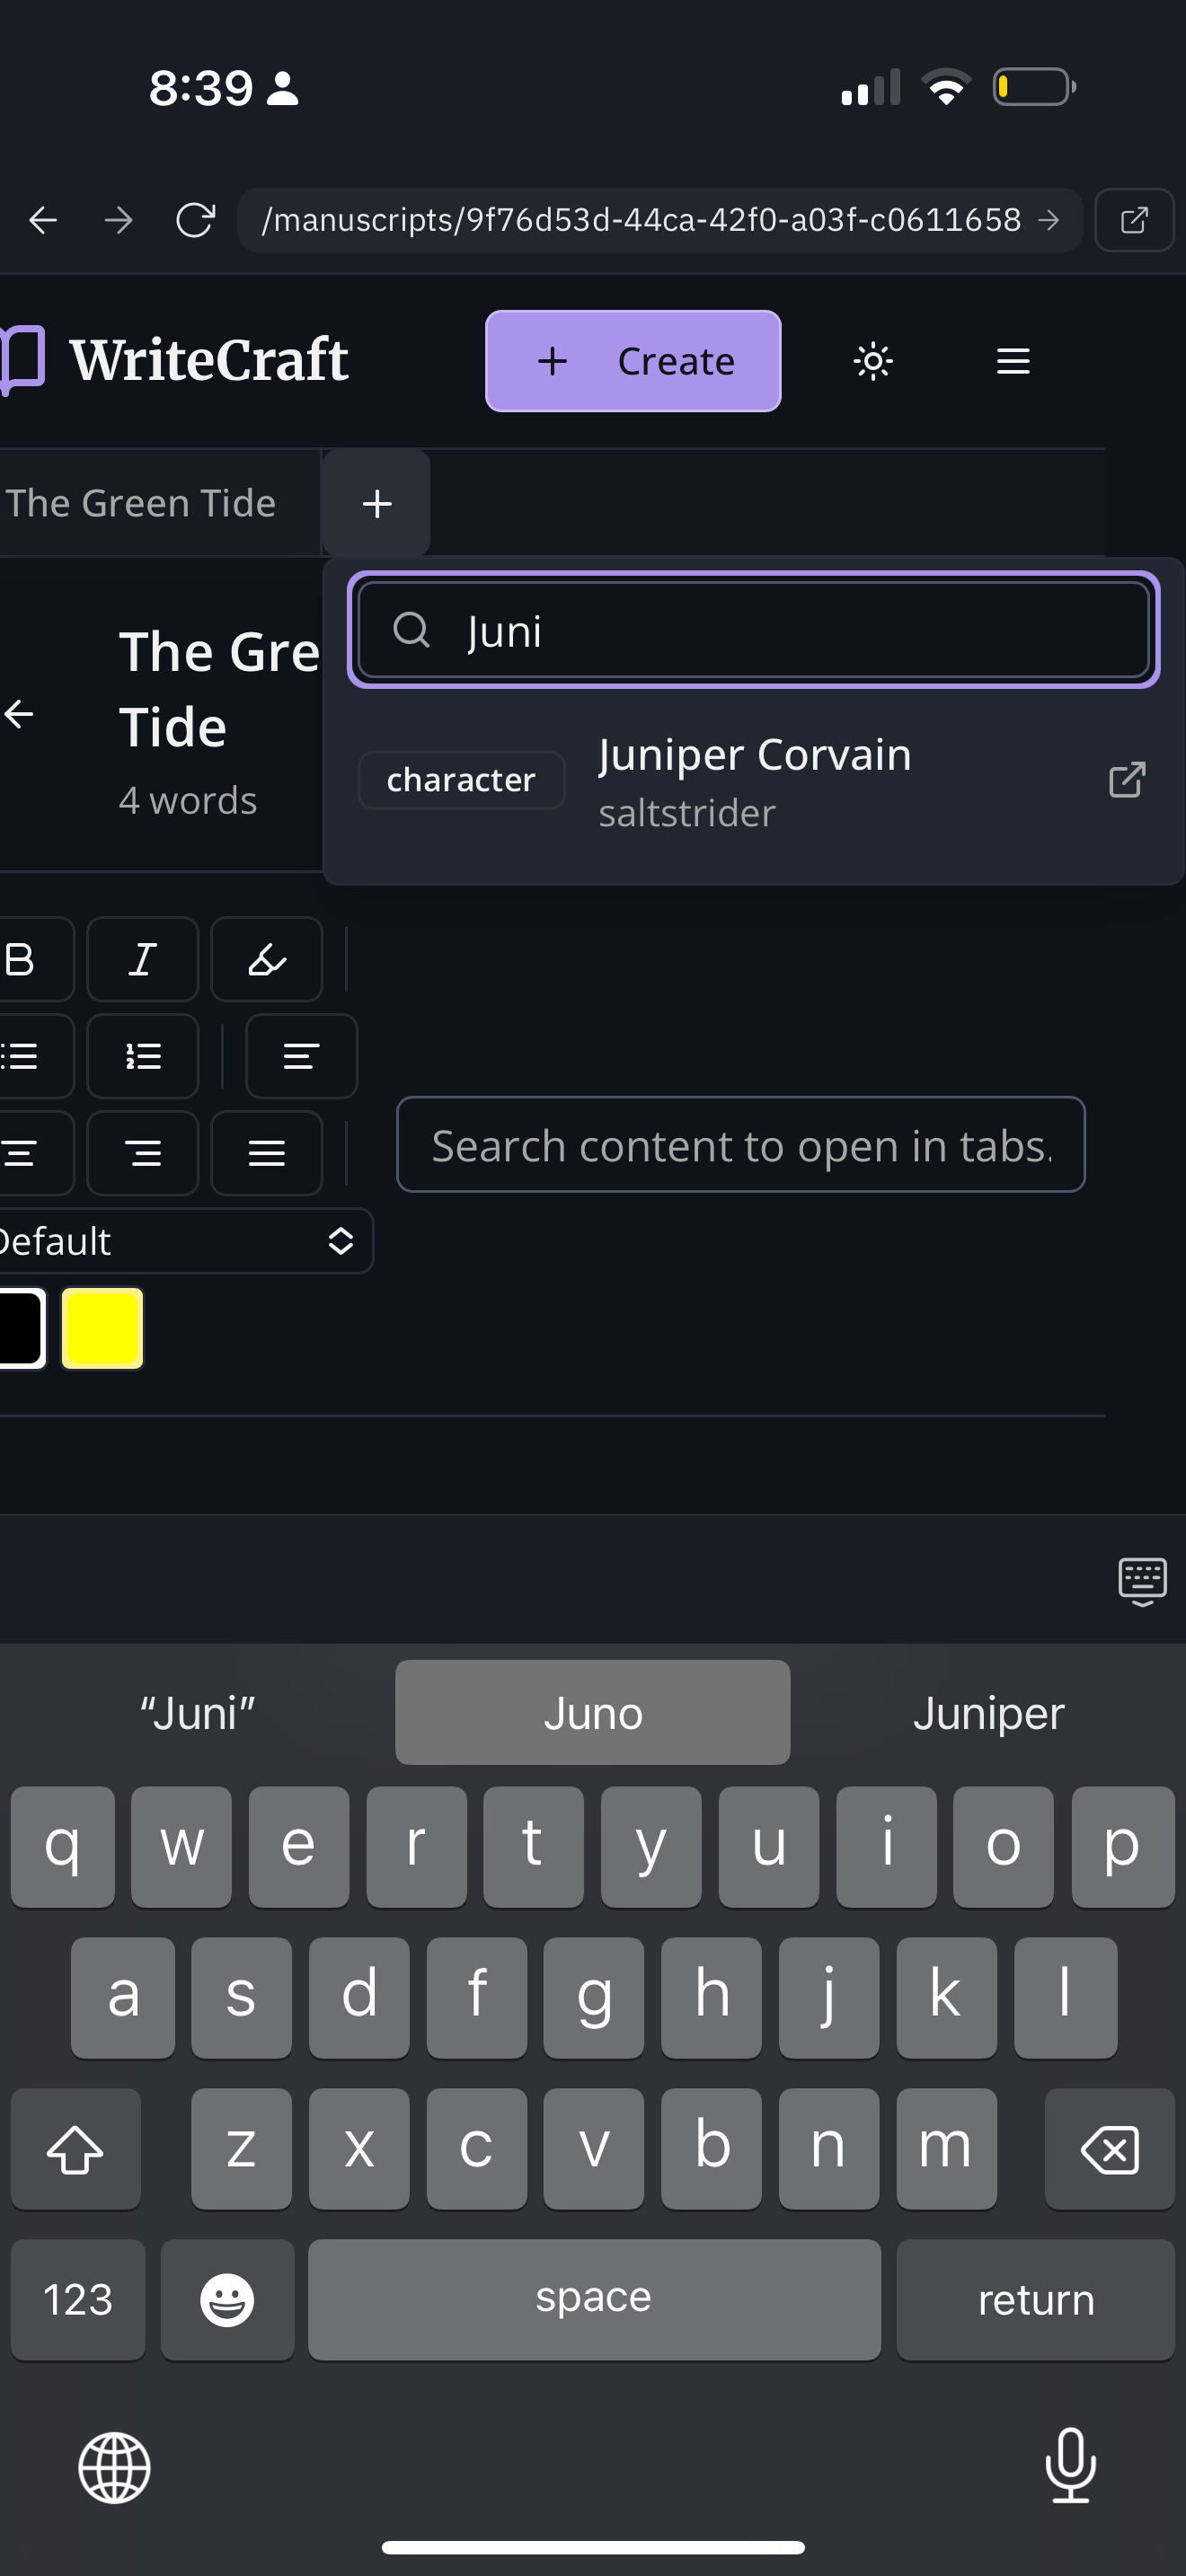 8:39
/manuscripts/9f76d53d-44ca-42f0-a03f-c0611658
WriteCraft
+ Create
The Green Tide
+
Juni
The Gre
Tide
4 words
character
Juniper Corvain
saltstrider
B I
Search content to open in tabs.
Default
“Juni” Juno Juniper
q w e r t y u i o p
a s d f g h j k l
z x c v b n m
123 space return